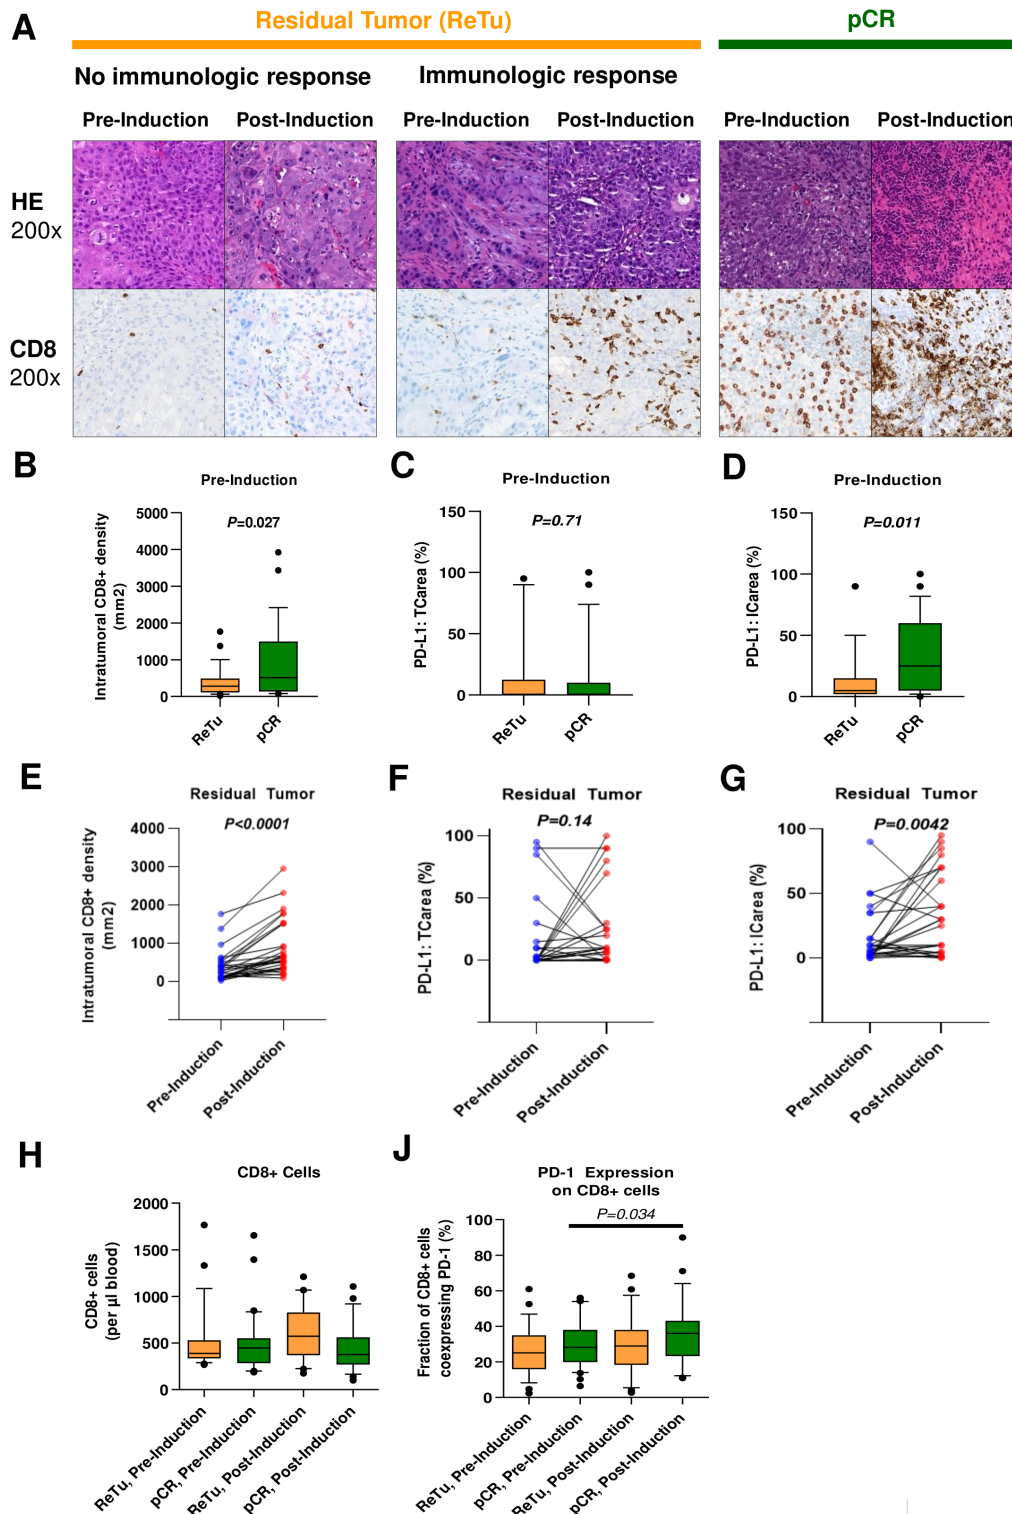 A
Residual Tumor (ReTu)
pCR
No immunologic response
Immunologic response
Pre-Induction
Post-Induction
Pre-Induction
Post-Induction
Pre-Induction
Post-Induction
HE
200x
CD8
200x
B
Pre-Induction
P=0.027
Intratumoral CD8+ density
(mm2)
5000
4000
3000
2000
1000
0
ReTu
pCR
C
Pre-Induction
P=0.71
PD-L1: TCarea (%)
150
100
50
0
ReTu
pCR
D
Pre-Induction
P=0.011
PD-L1: ICarea (%)
150
100
50
0
ReTu
pCR
E
Residual Tumor
P<0.0001
Intratumoral CD8+ density
(mm2)
4000
3000
2000
1000
0
Pre-Induction
Post-Induction
F
Residual Tumor
P=0.14
PD-L1: TCarea (%)
100
50
0
Pre-Induction
Post-Induction
G
Residual Tumor
P=0.0042
PD-L1: ICarea (%)
100
50
0
Pre-Induction
Post-Induction
H
CD8+ Cells
CD8+ cells
(per µl blood)
2000
1500
1000
500
0
ReTu, Pre-Induction
pCR, Pre-Induction
ReTu, Post-Induction
pCR, Post-Induction
J
PD-1 Expression
on CD8+ cells
P=0.034
Fraction of CD8+ cells
coexpressing PD-1 (%)
100
80
60
40
20
0
ReTu, Pre-Induction
pCR, Pre-Induction
ReTu, Post-Induction
pCR, Post-Induction